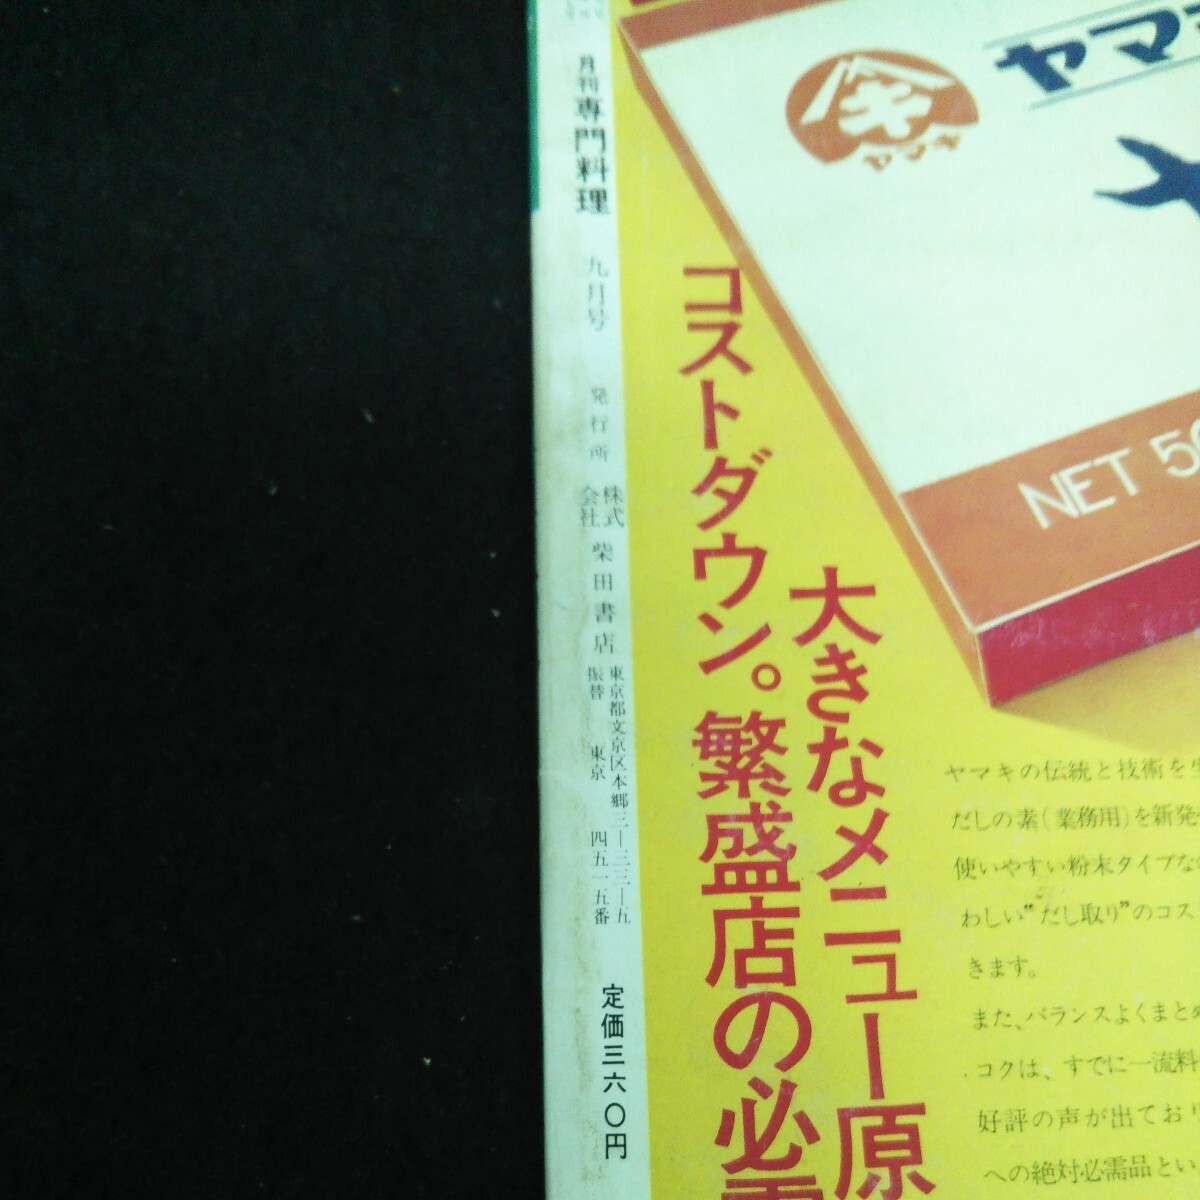 月刊 専門料理 九月号 発行所 株式会社 柴田書店 東京都文京区本郷三―三三―五
振替 東京 四五一五番
定価三六〇円
ヤマキ
ヤマ
NET 50
大きなメニュー原
コストダウン。繁盛店の必需
ヤマキの伝統と技術を生
だしの素(業務用)を新発
使いやすい粉末タイプなの
わしい"だし取り"のコス
きます。
また、バランスよくまとめ
コクは、すでに一流料
好評の声が出ており
への絶対必需品とい